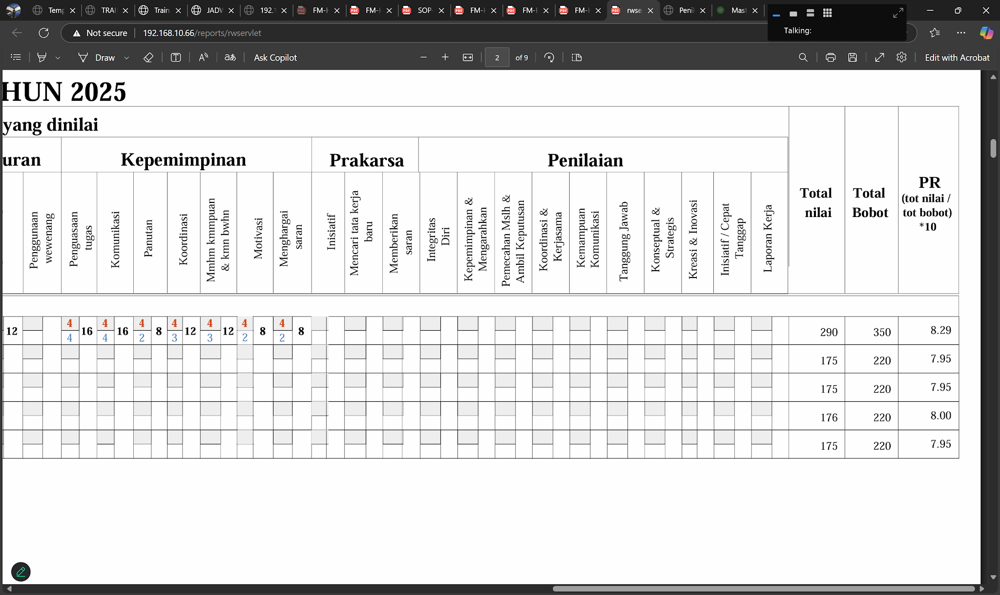 Temp
TRAI
Train
JADW
192.1
FM-H
FM-H
SOP-
FM-H
FM-H
FM-H
rwse
Penil
Mast
Talking:
Not secure
192.168.10.66/reports/rwservlet
Draw
Ask Copilot
2
of 9
Edit with Acrobat
HUN 2025
yang dinilai
uran
Kepemimpinan
Prakarsa
Penilaian
Total
nilai
Total
Bobot
PR
(tot nilai /
tot bobot)
*10
Penggunaan
wewenang
Penguasaan
tugas
Komunikasi
Panutan
Koordinasi
Mmhm kmmpuan
& kmn bwhn
Motivasi
Menghargai
saran
Inisiatif
Mencari tata kerja
baru
Memberikan
saran
Integritas
Diri
Kepemimpinan &
Mengarahkan
Pemecahan Mslh &
Ambil Keputusan
Koordinasi &
Kerjasama
Kemampuan
Komunikasi
Tanggung Jawab
Konseptual &
Strategis
Kreasi & Inovasi
Inisiatif / Cepat
Tanggap
Laporan Kerja
12 4 4 16 4 4 16 4 2 8 4 3 12 4 3 12 4 2 8 4 2 8 290 350 8.29
175 220 7.95
175 220 7.95
176 220 8.00
175 220 7.95